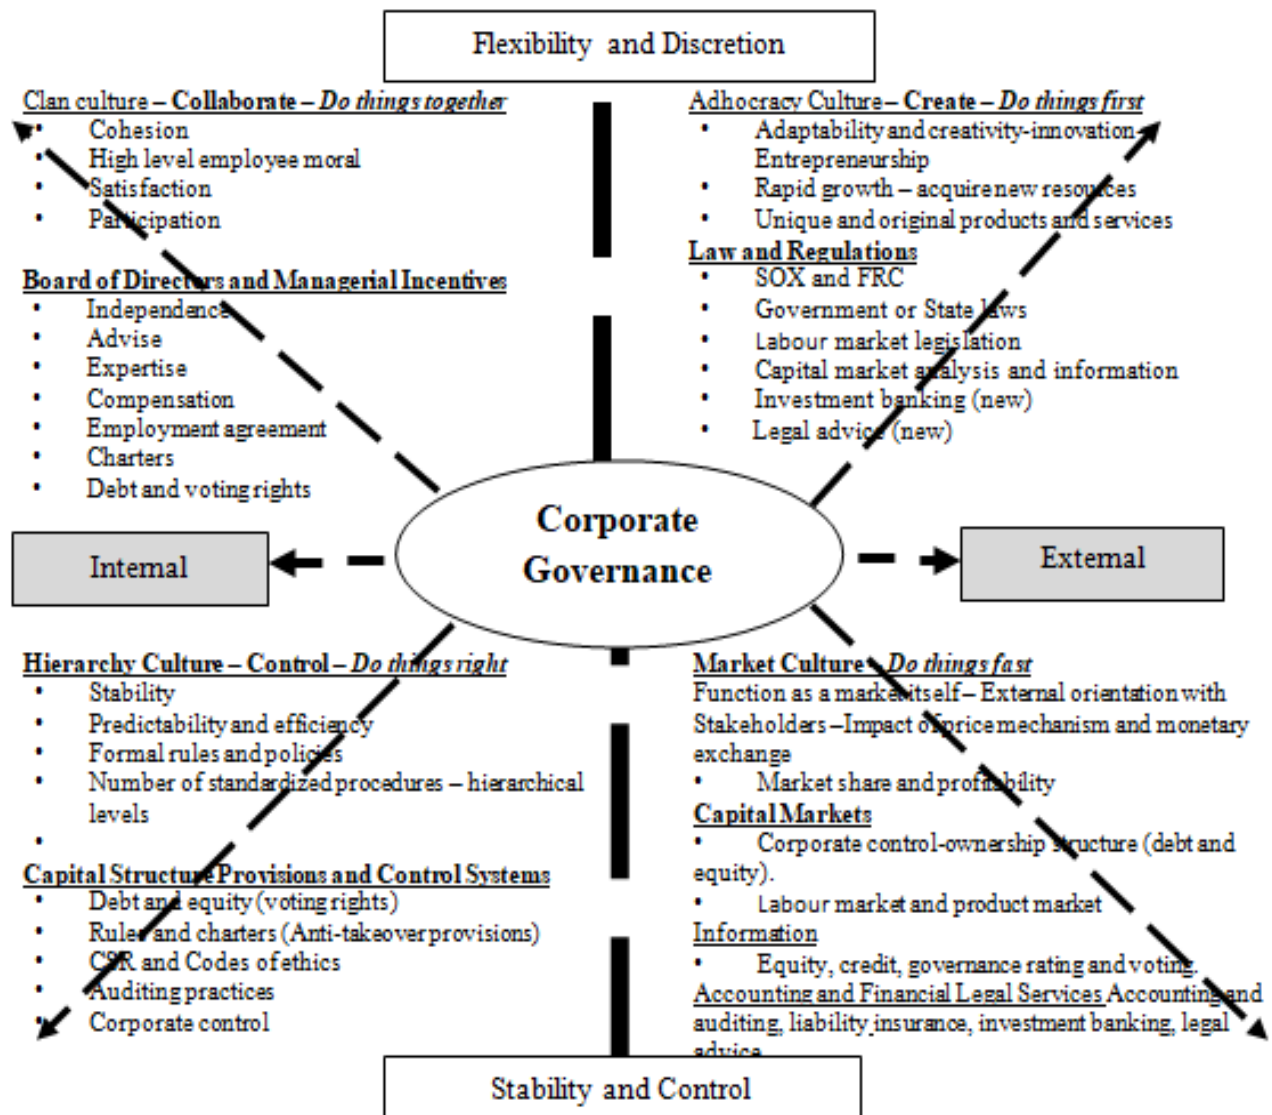 Flexibility and Discretion
Clan culture – Collaborate – Do things together
• Cohesion
• High level employee moral
• Satisfaction
• Participation
Board of Directors and Managerial Incentives
• Independence
• Advise
• Expertise
• Compensation
• Employment agreement
• Charters
• Debt and voting rights
Adhocracy Culture – Create – Do things first
• Adaptability and creativity-innovation-
Entrepreneurship
• Rapid growth – acquire new resources
• Unique and original products and services
Law and Regulations
• SOX and FRC
• Government or State laws
• Labour market legislation
• Capital market analysis and information
• Investment banking (new)
• Legal advice (new)
Corporate
Governance
Internal
External
Hierarchy Culture – Control – Do things right
• Stability
• Predictability and efficiency
• Formal rules and policies
• Number of standardized procedures – hierarchical
levels
•
Capital Structure Provisions and Control Systems
• Debt and equity (voting rights)
• Rules and charters (Anti-takeover provisions)
• CSR and Codes of ethics
• Auditing practices
• Corporate control
Market Culture – Do things fast
Function as a market itself – External orientation with
Stakeholders –Impact of price mechanism and monetary
exchange
• Market share and profitability
Capital Markets
• Corporate control-ownership structure (debt and
equity).
• Labour market and product market
Information
• Equity, credit, governance rating and voting.
Accounting and Financial Legal Services Accounting and
auditing, liability insurance, investment banking, legal
advice
Stability and Control